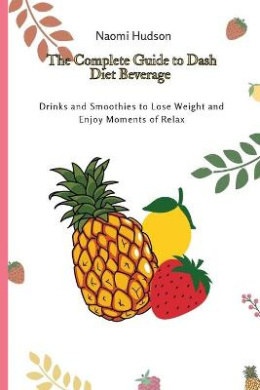 Naomi Hudson
The Complete Guide to Dash
Diet Beverage
Drinks and Smoothies to Lose Weight and
Enjoy Moments of Relax